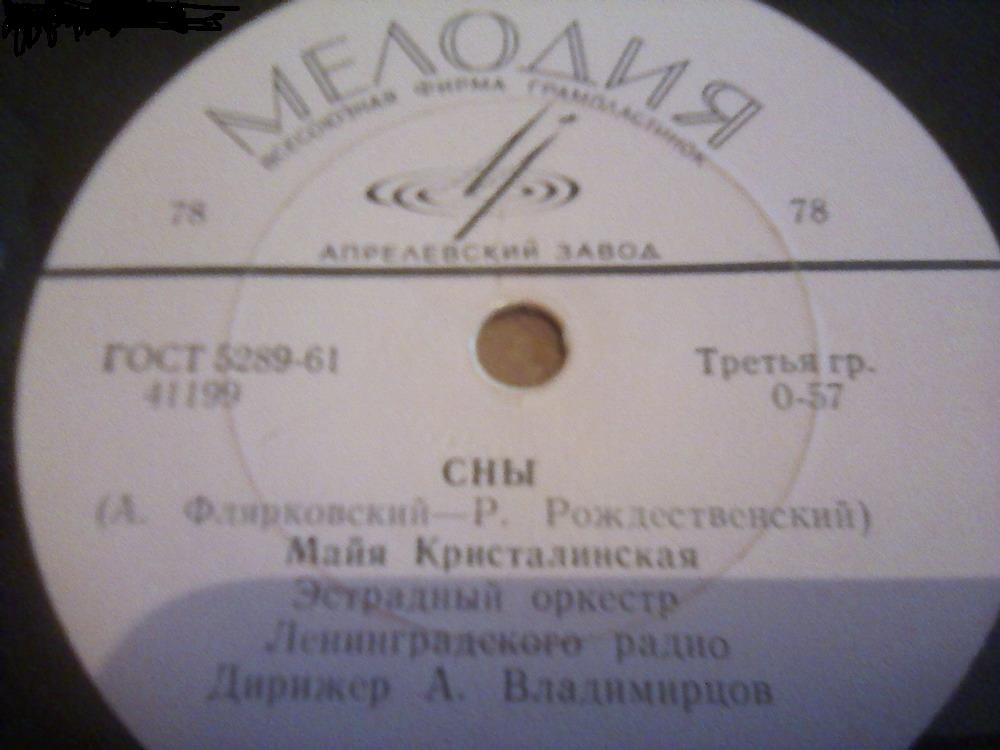 МЕЛОДИЯ
ВСЕСОЮЗНАЯ ФИРМА ГРАМПЛАСТИНОК
78 78
АПРЕЛЕВСКИЙ ЗАВОД
ГОСТ 5289-61 Третья гр.
41199 0-57
СНЫ
(А. Флярковский—Р. Рождественский)
Майя Кристалинская
Эстрадный оркестр
Ленинградского радио
Дирижер А. Владимирцов